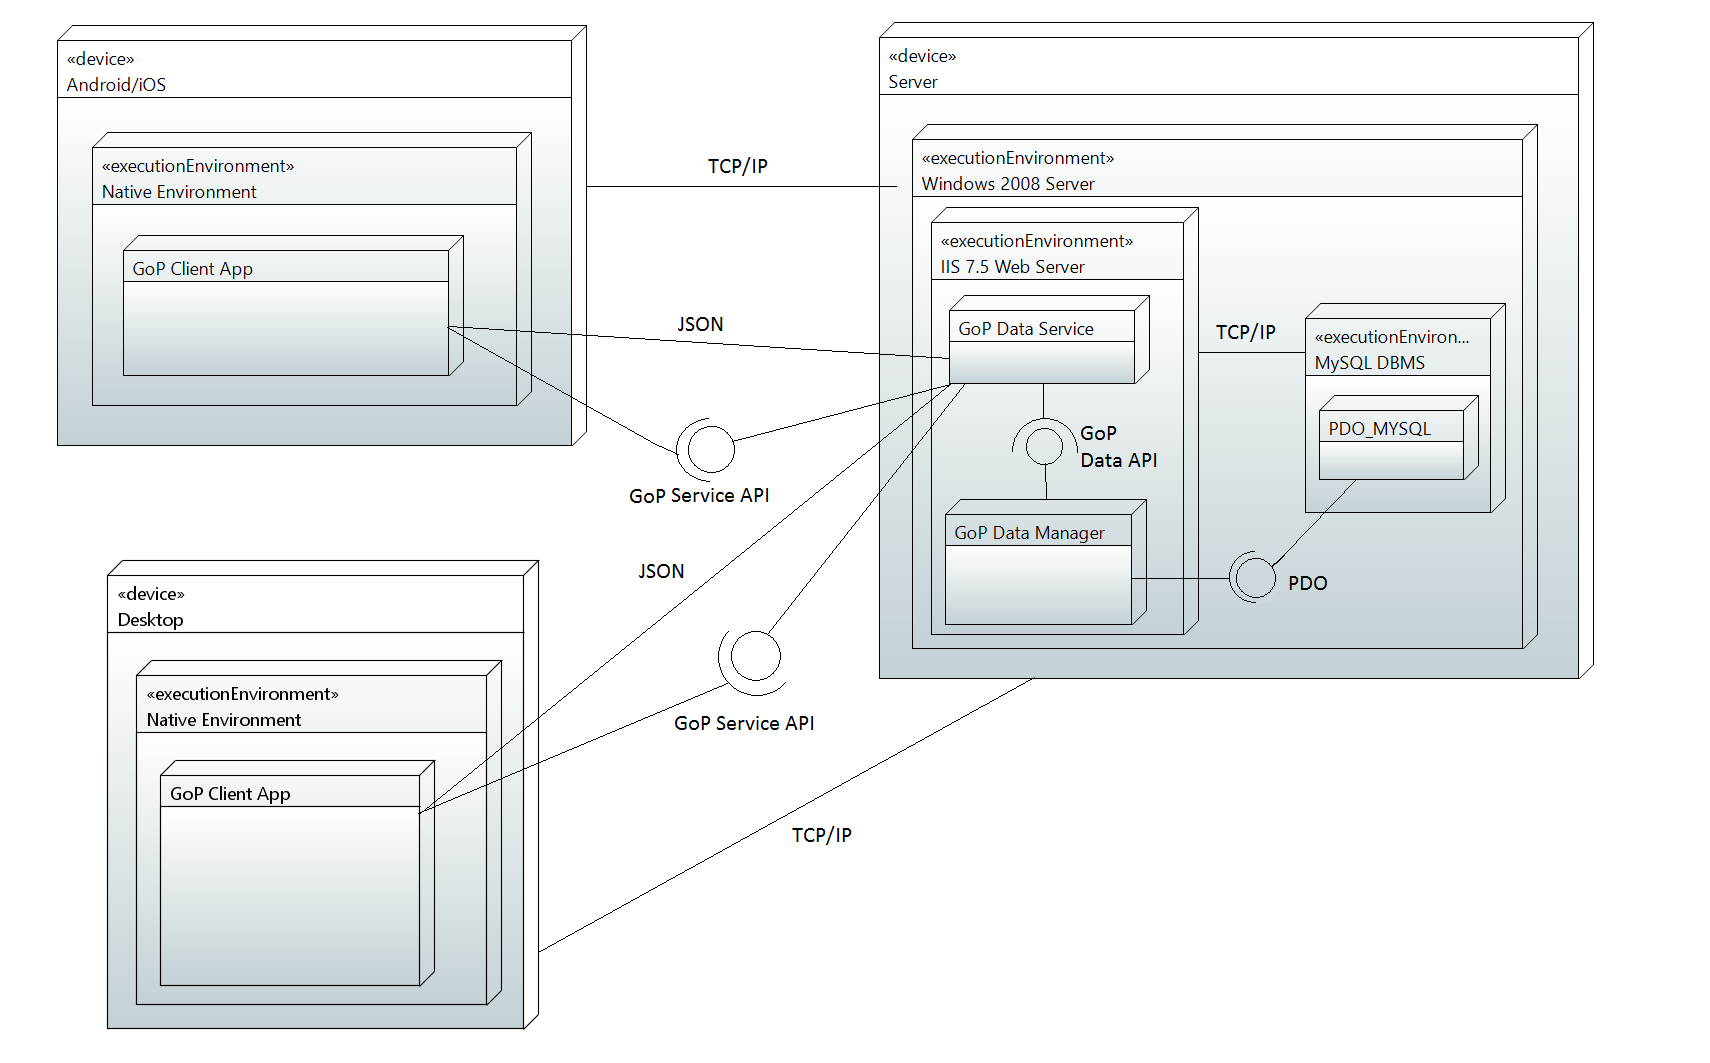 «device»
Android/iOS
«executionEnvironment»
Native Environment
GoP Client App
TCP/IP
JSON
GoP Service API
«device»
Server
«executionEnvironment»
Windows 2008 Server
«executionEnvironment»
IIS 7.5 Web Server
GoP Data Service
GoP
Data API
GoP Data Manager
TCP/IP
«executionEnviron...
MySQL DBMS
PDO_MYSQL
PDO
JSON
GoP Service API
TCP/IP
«device»
Desktop
«executionEnvironment»
Native Environment
GoP Client App